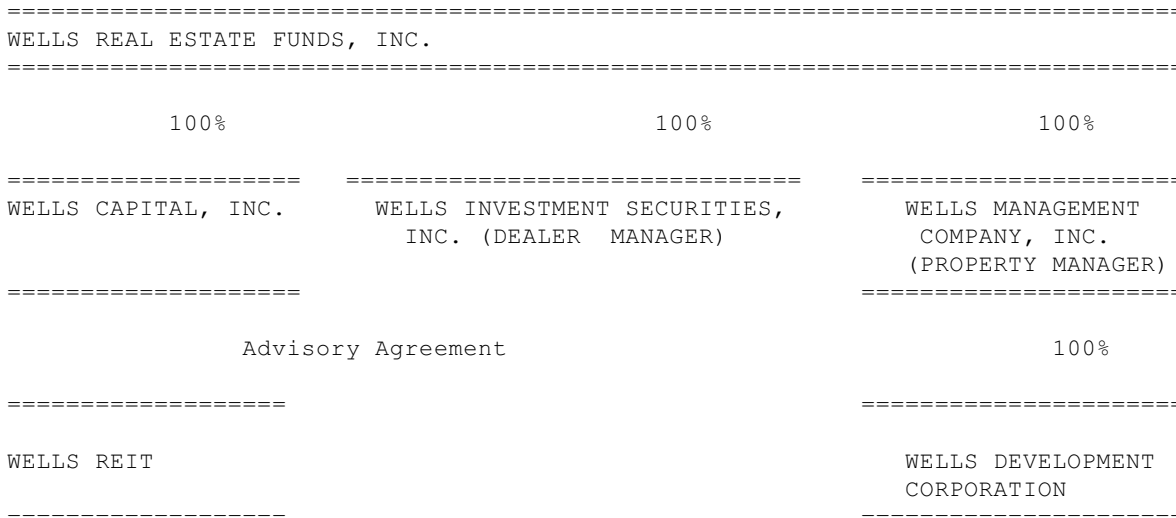 ================================================================================
WELLS REAL ESTATE FUNDS, INC.
================================================================================
100% 100% 100%
==================== =============================== ======================
WELLS CAPITAL, INC. WELLS INVESTMENT SECURITIES, WELLS MANAGEMENT
INC. (DEALER MANAGER) COMPANY, INC.
(PROPERTY MANAGER)
==================== ======================
Advisory Agreement 100%
=================== ======================
WELLS REIT WELLS DEVELOPMENT
CORPORATION
------------------- ----------------------